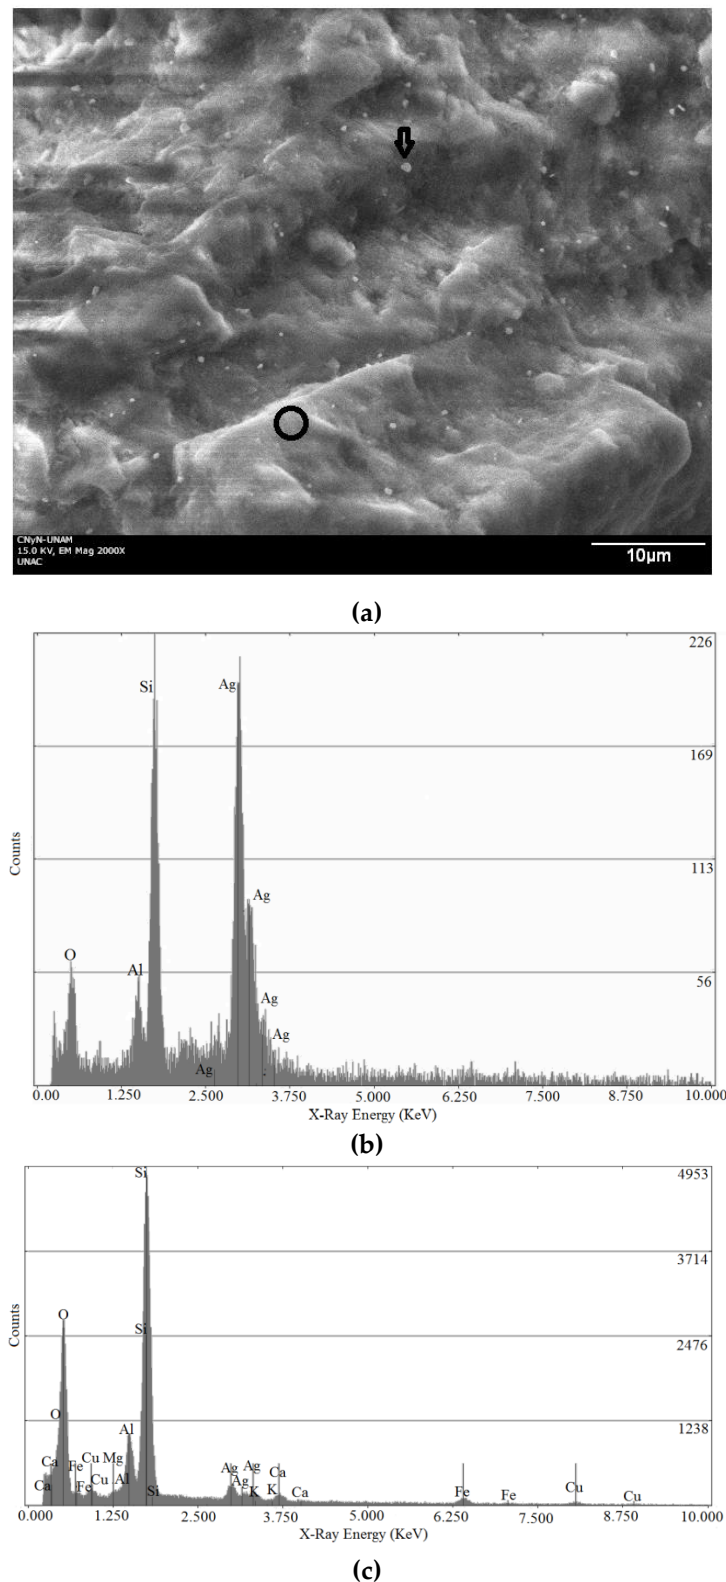 CNyN-UNAM
15.0 KV, EM Mag 2000X
UNAC
10µm
(a)
226
Si
Ag
169
Counts
113
Ag
O
Al
56
Ag
Ag
Ag
0.00 1.250 2.500 3.750 5.000 6.250 7.500 8.750 10.000
X-Ray Energy (KeV)
(b)
Si
4953
3714
Counts
O
Si
2476
O
Al
1238
Ca Fe Cu Mg Ag Ag Ca
Ca Fe Cu Al Si Ag K K Ca Fe Fe Cu Cu
0.000 1.250 2.500 3.750 5.000 6.250 7.500 8.750 10.000
X-Ray Energy (KeV)
(c)